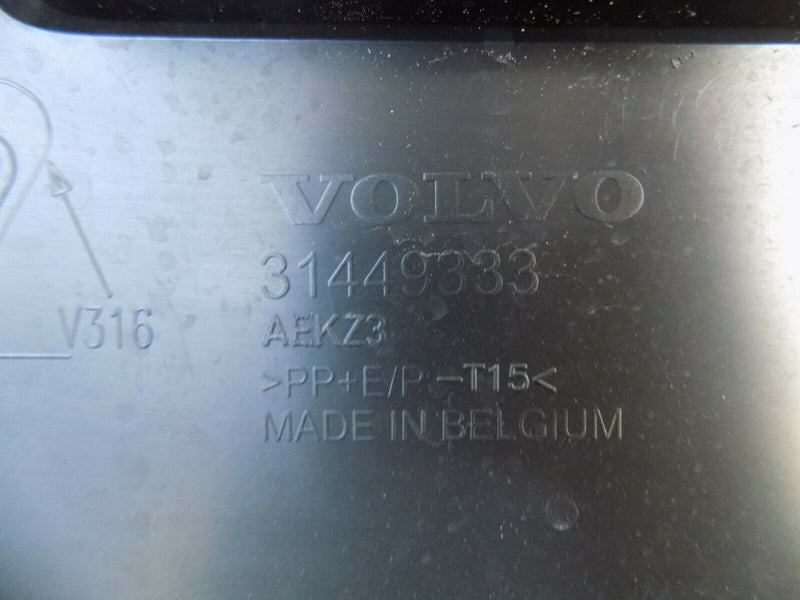 VOLVO
31449333
V316
AEKZ3
>PP+E/P-T15<
MADE IN BELGIUM